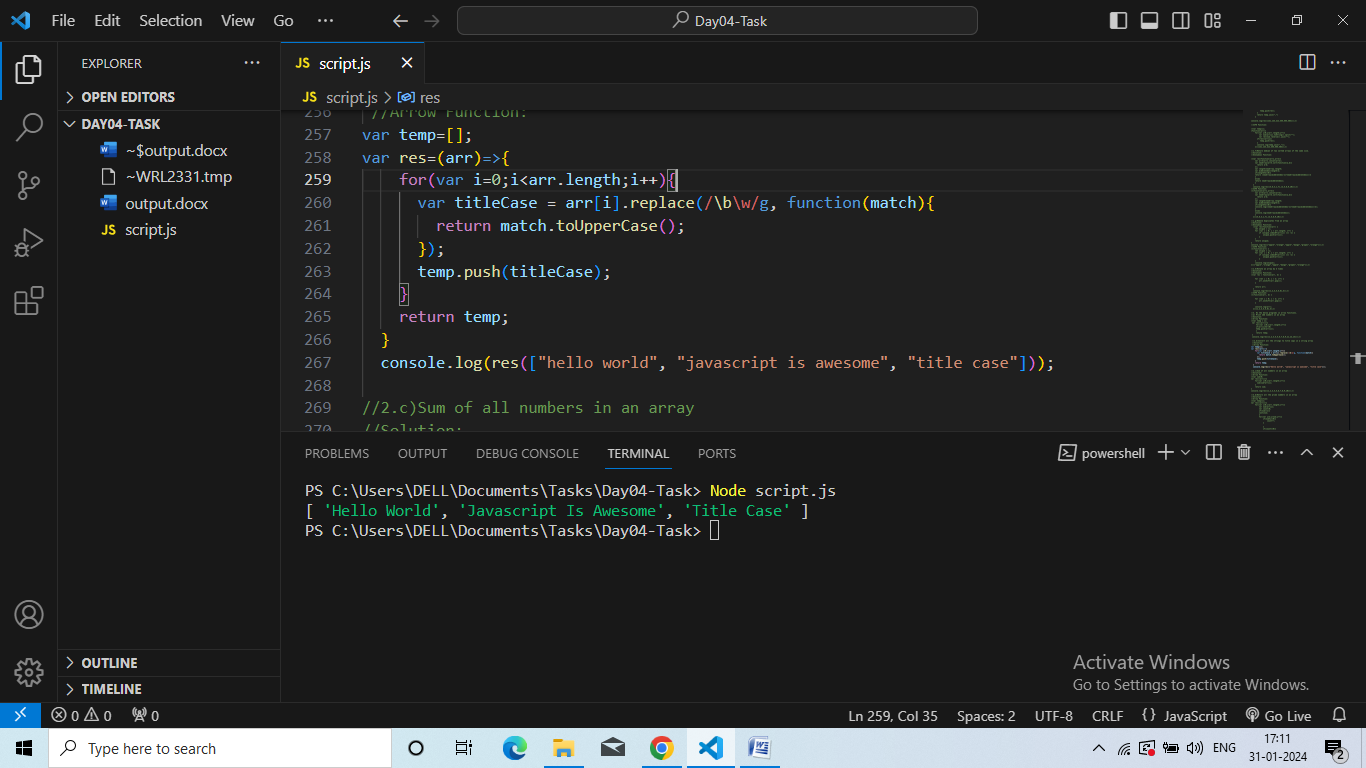 File Edit Selection View Go ··· Day04-Task
EXPLORER ···
OPEN EDITORS
DAY04-TASK
~$output.docx
~WRL2331.tmp
output.docx
JS script.js
OUTLINE
TIMELINE
JS script.js
JS script.js > res
256 //Arrow Function:
257 var temp=[];
258 var res=(arr)=>{
259 for(var i=0;i<arr.length;i++){
260 var titleCase = arr[i].replace(/\b\w/g, function(match){
261 return match.toUpperCase();
262 });
263 temp.push(titleCase);
264 }
265 return temp;
266 }
267 console.log(res(["hello world", "javascript is awesome", "title case"]));
268
269 //2.c)Sum of all numbers in an array
270 //Solution:
PROBLEMS OUTPUT DEBUG CONSOLE TERMINAL PORTS powershell
PS C:\Users\DELL\Documents\Tasks\Day04-Task> Node script.js
[ 'Hello World', 'Javascript Is Awesome', 'Title Case' ]
PS C:\Users\DELL\Documents\Tasks\Day04-Task>
Activate Windows
Go to Settings to activate Windows.
0 0 0 Ln 259, Col 35 Spaces: 2 UTF-8 CRLF {} JavaScript Go Live
Type here to search
ENG
17:11
31-01-2024
2